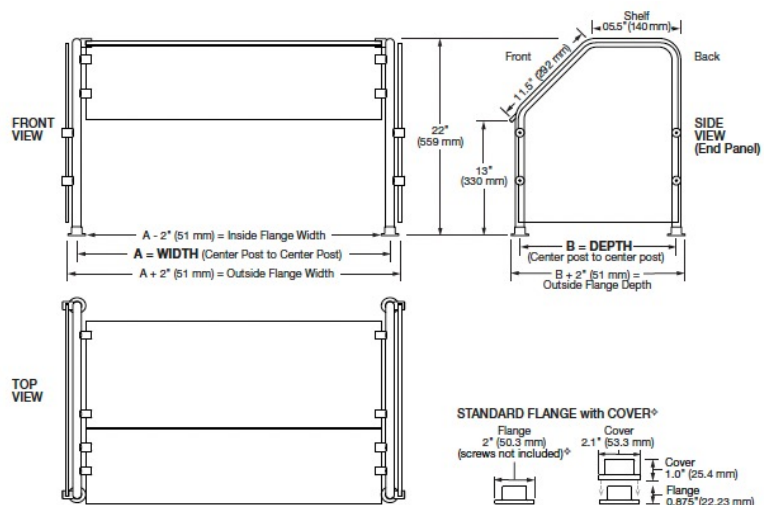 Shelf
05.5" (140 mm)
Front
Back
11.5" (292 mm)
FRONT
VIEW
22"
(559 mm)
13"
(330 mm)
SIDE
VIEW
(End Panel)
A - 2" (51 mm) = Inside Flange Width
A = WIDTH (Center Post to Center Post)
A + 2" (51 mm) = Outside Flange Width
B = DEPTH
(Center post to center post)
B + 2" (51 mm) =
Outside Flange Depth
TOP
VIEW
STANDARD FLANGE with COVER✧
Flange
2" (50.3 mm)
(screws not included)✧
Cover
2.1" (53.3 mm)
Cover
1.0" (25.4 mm)
Flange
0.875"(22.23 mm)